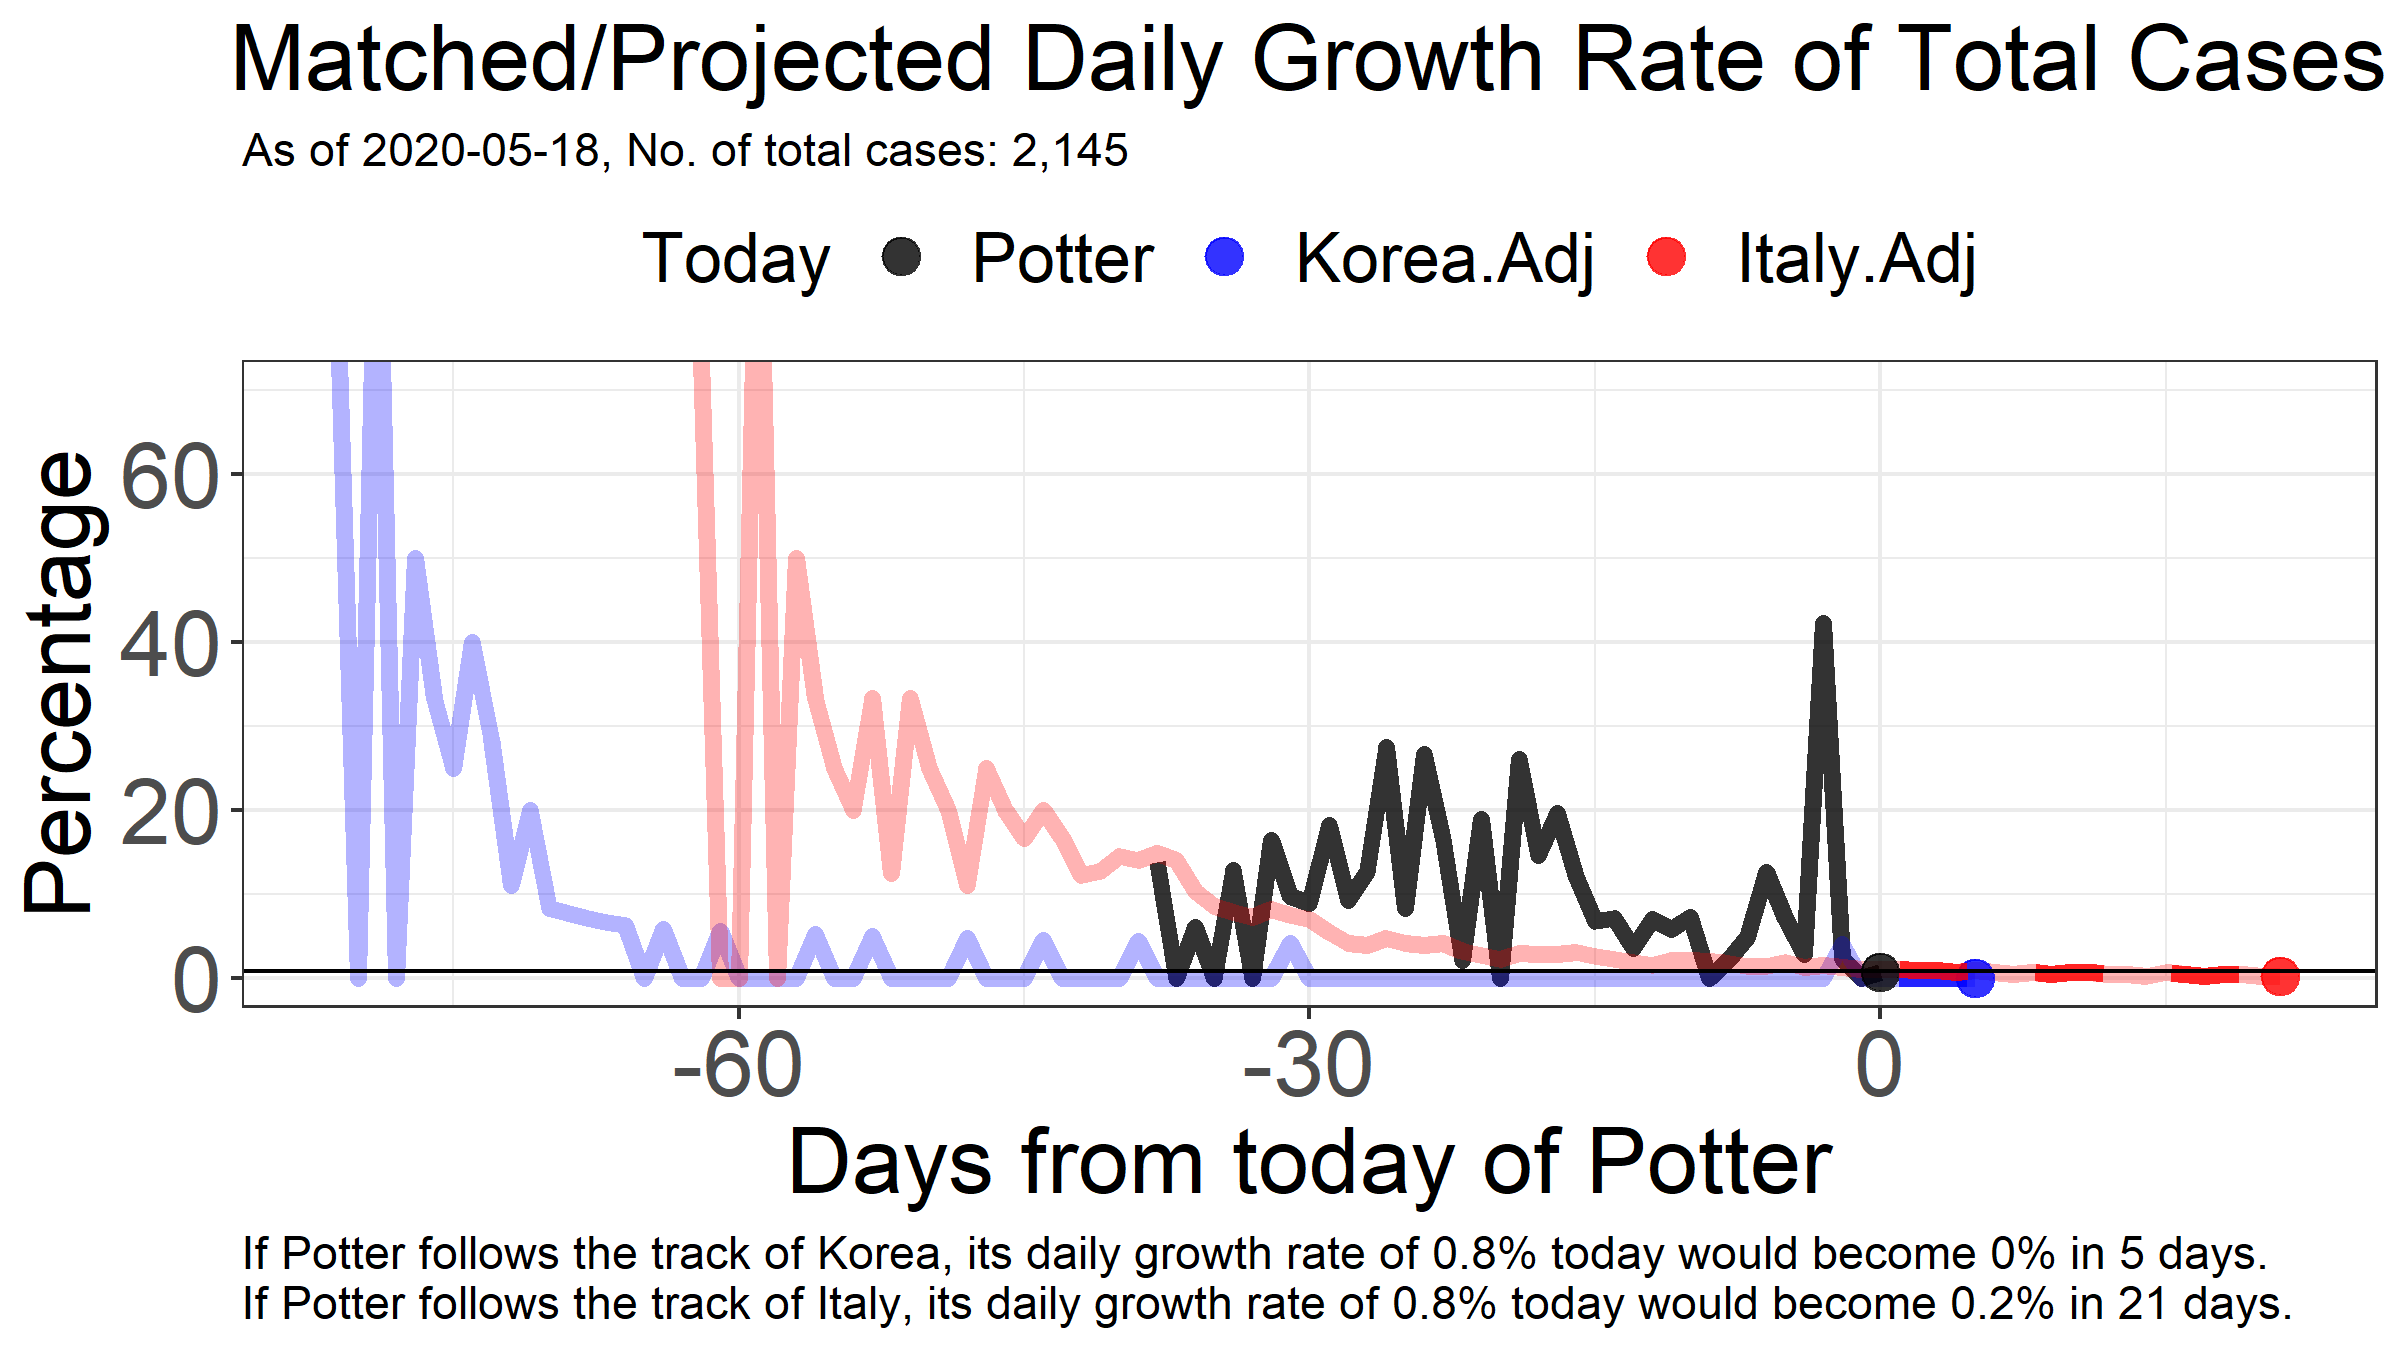 Matched/Projected Daily Growth Rate of Total Cases
As of 2020-05-18, No. of total cases: 2,145
Today Potter Korea.Adj Italy.Adj
Percentage
60
40
20
0
-60 -30 0
Days from today of Potter
If Potter follows the track of Korea, its daily growth rate of 0.8% today would become 0% in 5 days.
If Potter follows the track of Italy, its daily growth rate of 0.8% today would become 0.2% in 21 days.